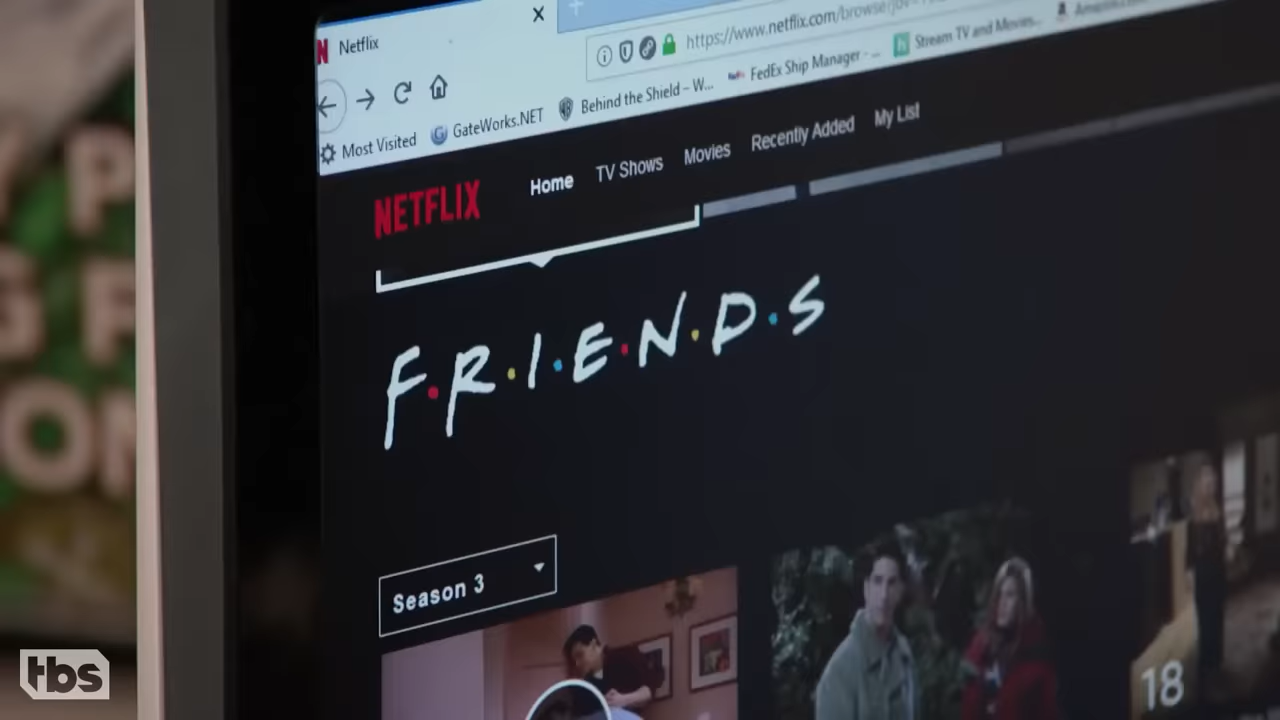 Netflix
https://www.netflix.com/browse
Most Visited
GateWorks.NET
Behind the Shield – W...
FedEx Ship Manager - ...
h Stream TV and Movies...
NETFLIX
Home
TV Shows
Movies
Recently Added
My List
F·R·I·E·N·D·S
Season 3
18
tbs